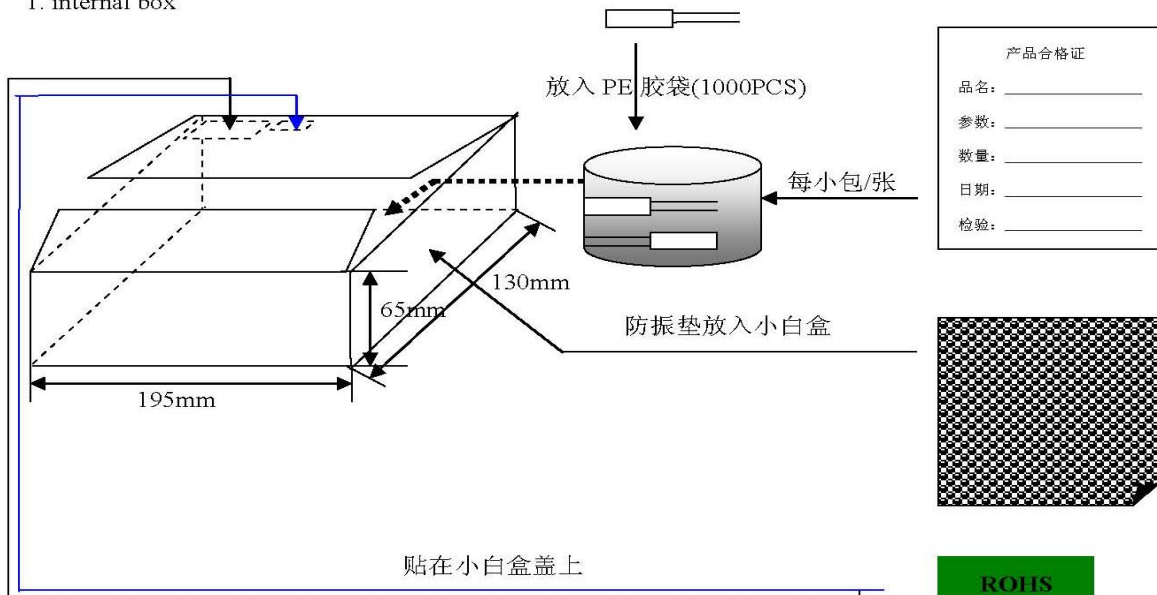 1. internal box
放入 PE 胶袋(1000PCS)
产品合格证
品名：
参数：
数量：
日期：
检验：
每小包/张
130mm
65mm
防振垫放入小白盒
195mm
贴在小白盒盖上
ROHS